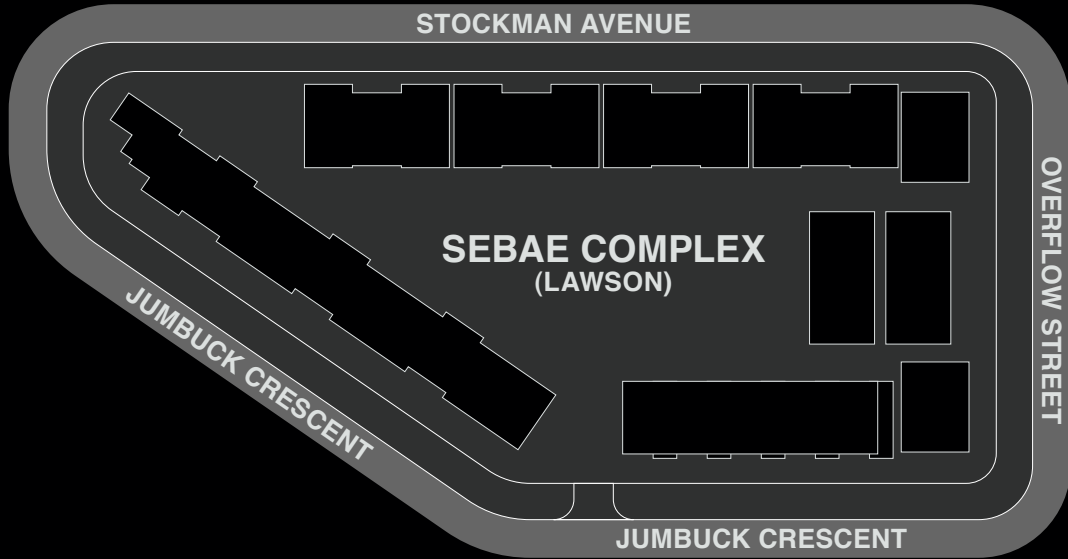 STOCKMAN AVENUE
OVERFLOW STREET
SEBAE COMPLEX
(LAWSON)
JUMBUCK CRESCENT
JUMBUCK CRESCENT